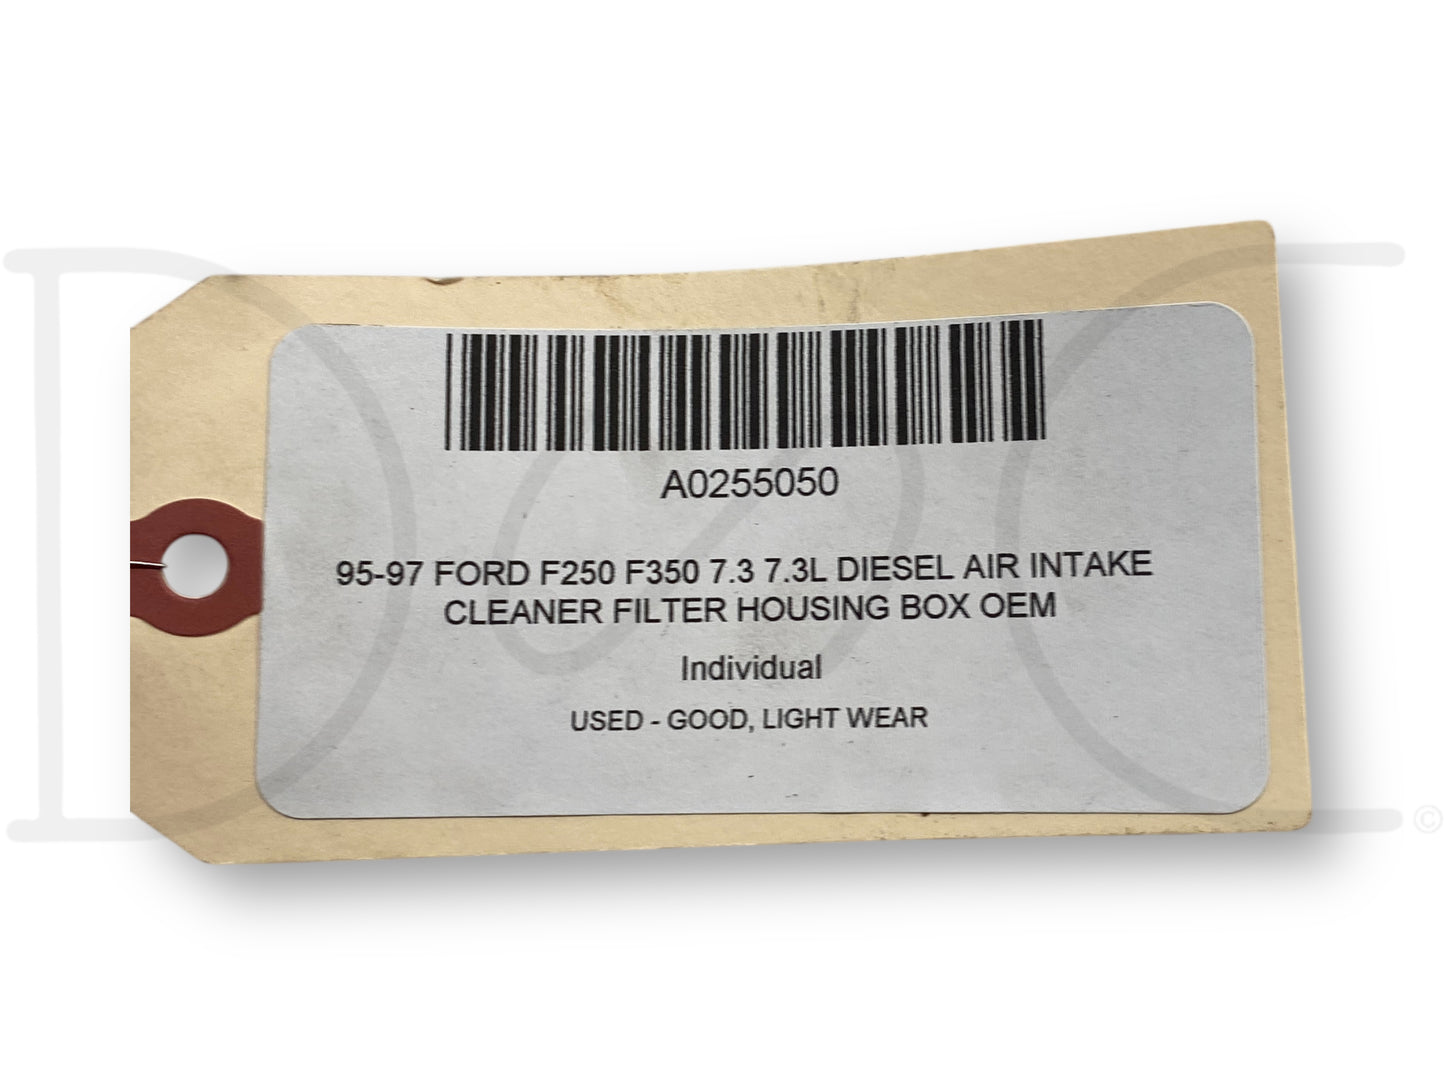 A0255050
95-97 FORD F250 F350 7.3 7.3L DIESEL AIR INTAKE
CLEANER FILTER HOUSING BOX OEM
Individual
USED - GOOD, LIGHT WEAR
©